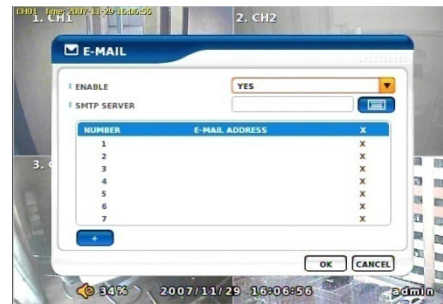 CH01 Time: 2007-11-29 16:06:55
1. CH1
2. CH2
E-MAIL
ENABLE YES
SMTP SERVER
NUMBER E-MAIL ADDRESS X
1 X
2 X
3 X
4 X
5 X
6 X
7 X
3.
+
OK CANCEL
34% 2007/11/29 16:06:56 admin